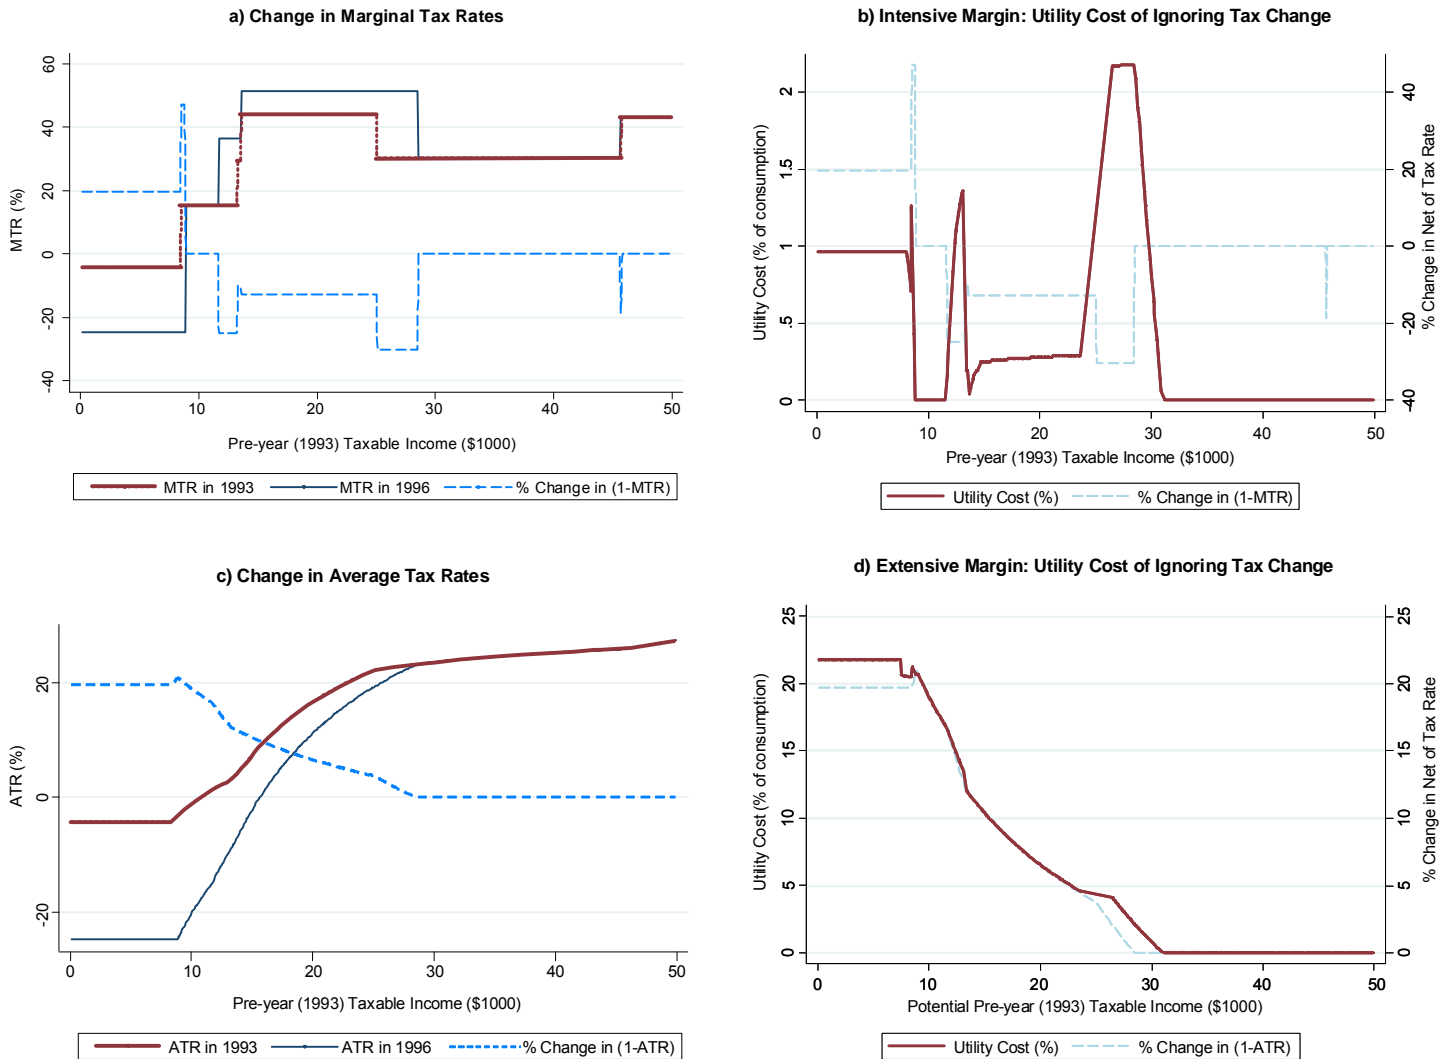 a) Change in Marginal Tax Rates
60
40
20
0
-20
-40
MTR (%)
0 10 20 30 40 50
Pre-year (1993) Taxable Income ($1000)
MTR in 1993 MTR in 1996 % Change in (1-MTR)
b) Intensive Margin: Utility Cost of Ignoring Tax Change
2
1.5
1
.5
0
Utility Cost (% of consumption)
40
20
0
-20
-40
% Change in Net of Tax Rate
0 10 20 30 40 50
Pre-year (1993) Taxable Income ($1000)
Utility Cost (%) % Change in (1-MTR)
c) Change in Average Tax Rates
20
0
-20
ATR (%)
0 10 20 30 40 50
Pre-year (1993) Taxable Income ($1000)
ATR in 1993 ATR in 1996 % Change in (1-ATR)
d) Extensive Margin: Utility Cost of Ignoring Tax Change
25
20
15
10
5
0
Utility Cost (% of consumption)
25
20
15
10
5
0
% Change in Net of Tax Rate
0 10 20 30 40 50
Potential Pre-year (1993) Taxable Income ($1000)
Utility Cost (%) % Change in (1-ATR)